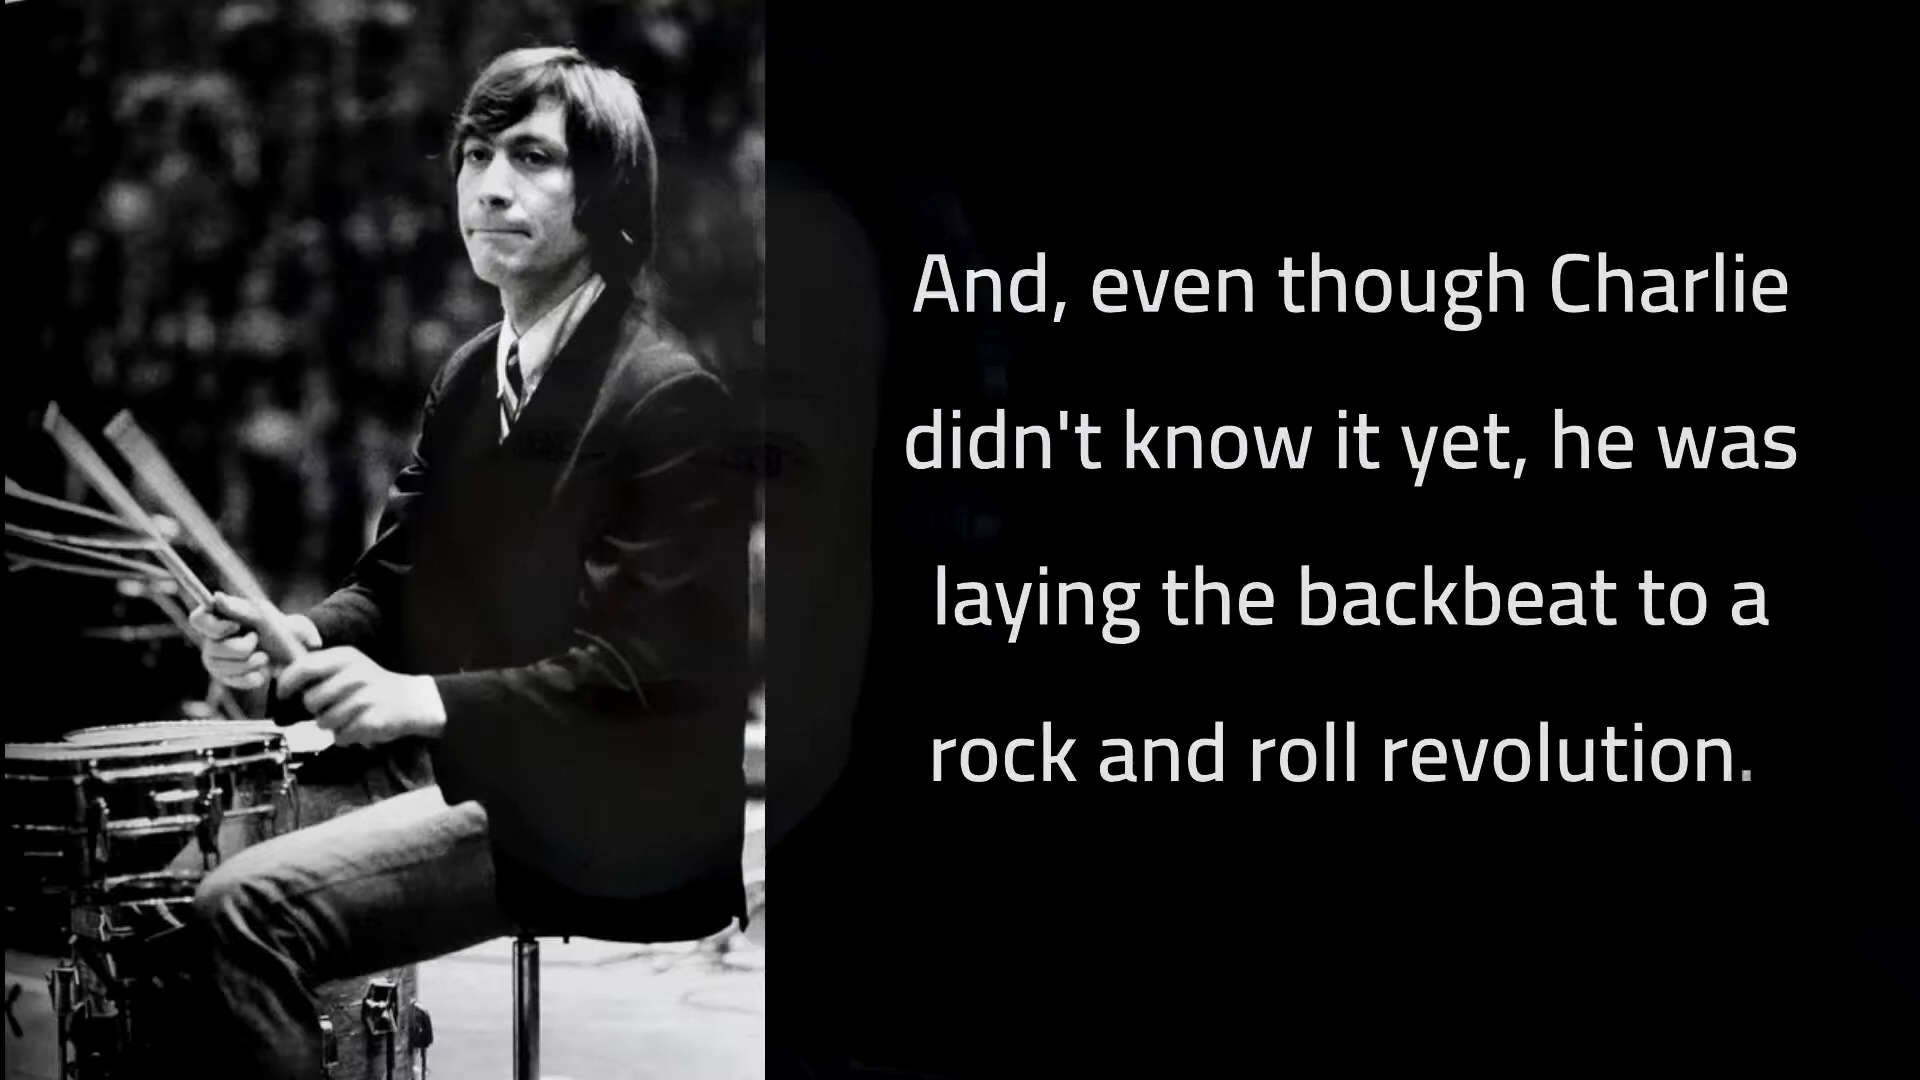 And, even though Charlie
didn't know it yet, he was
laying the backbeat to a
rock and roll revolution.